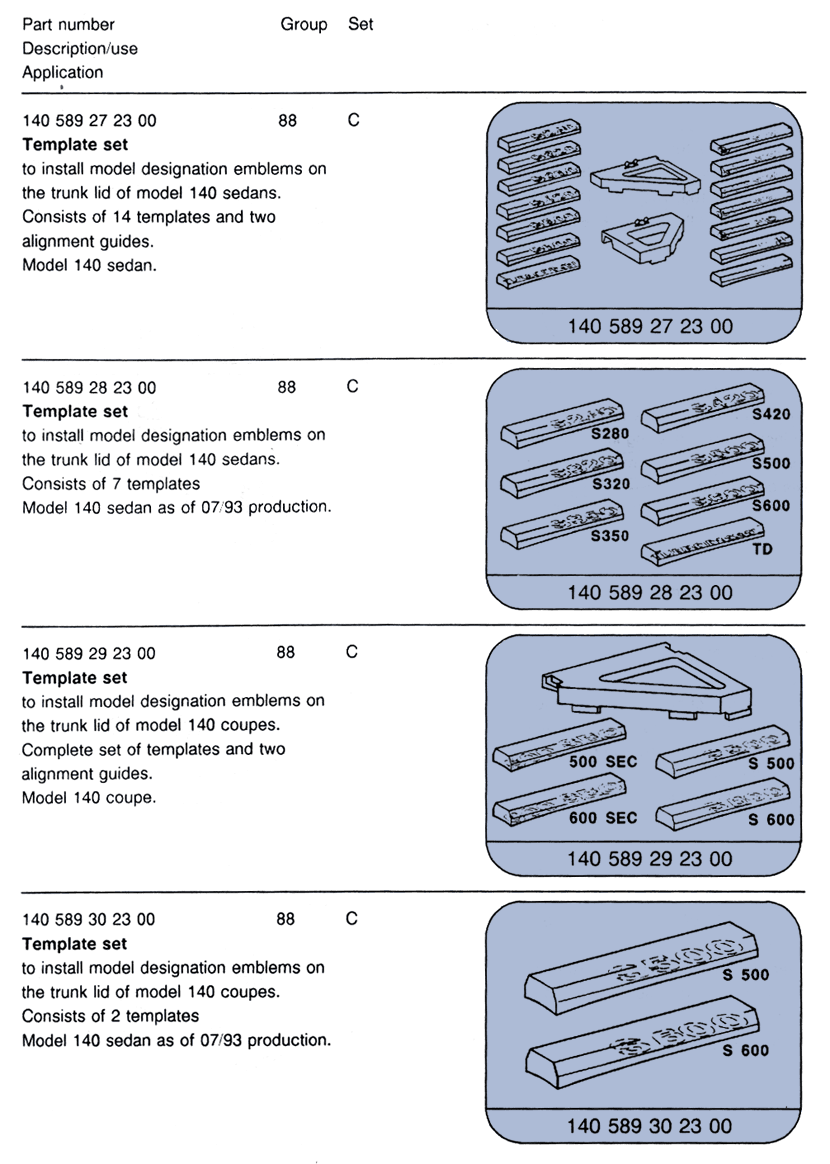 Part number Group Set
Description/use
Application
140 589 27 23 00 88 C
Template set
to install model designation emblems on
the trunk lid of model 140 sedans.
Consists of 14 templates and two
alignment guides.
Model 140 sedan.
140 589 27 23 00
140 589 28 23 00 88 C
Template set
to install model designation emblems on
the trunk lid of model 140 sedans.
Consists of 7 templates
Model 140 sedan as of 07/93 production.
S280
S420
S320
S500
S350
S600
TD
140 589 28 23 00
140 589 29 23 00 88 C
Template set
to install model designation emblems on
the trunk lid of model 140 coupes.
Complete set of templates and two
alignment guides.
Model 140 coupe.
500 SEC
S 500
600 SEC
S 600
140 589 29 23 00
140 589 30 23 00 88 C
Template set
to install model designation emblems on
the trunk lid of model 140 coupes.
Consists of 2 templates
Model 140 sedan as of 07/93 production.
S 500
S 600
140 589 30 23 00